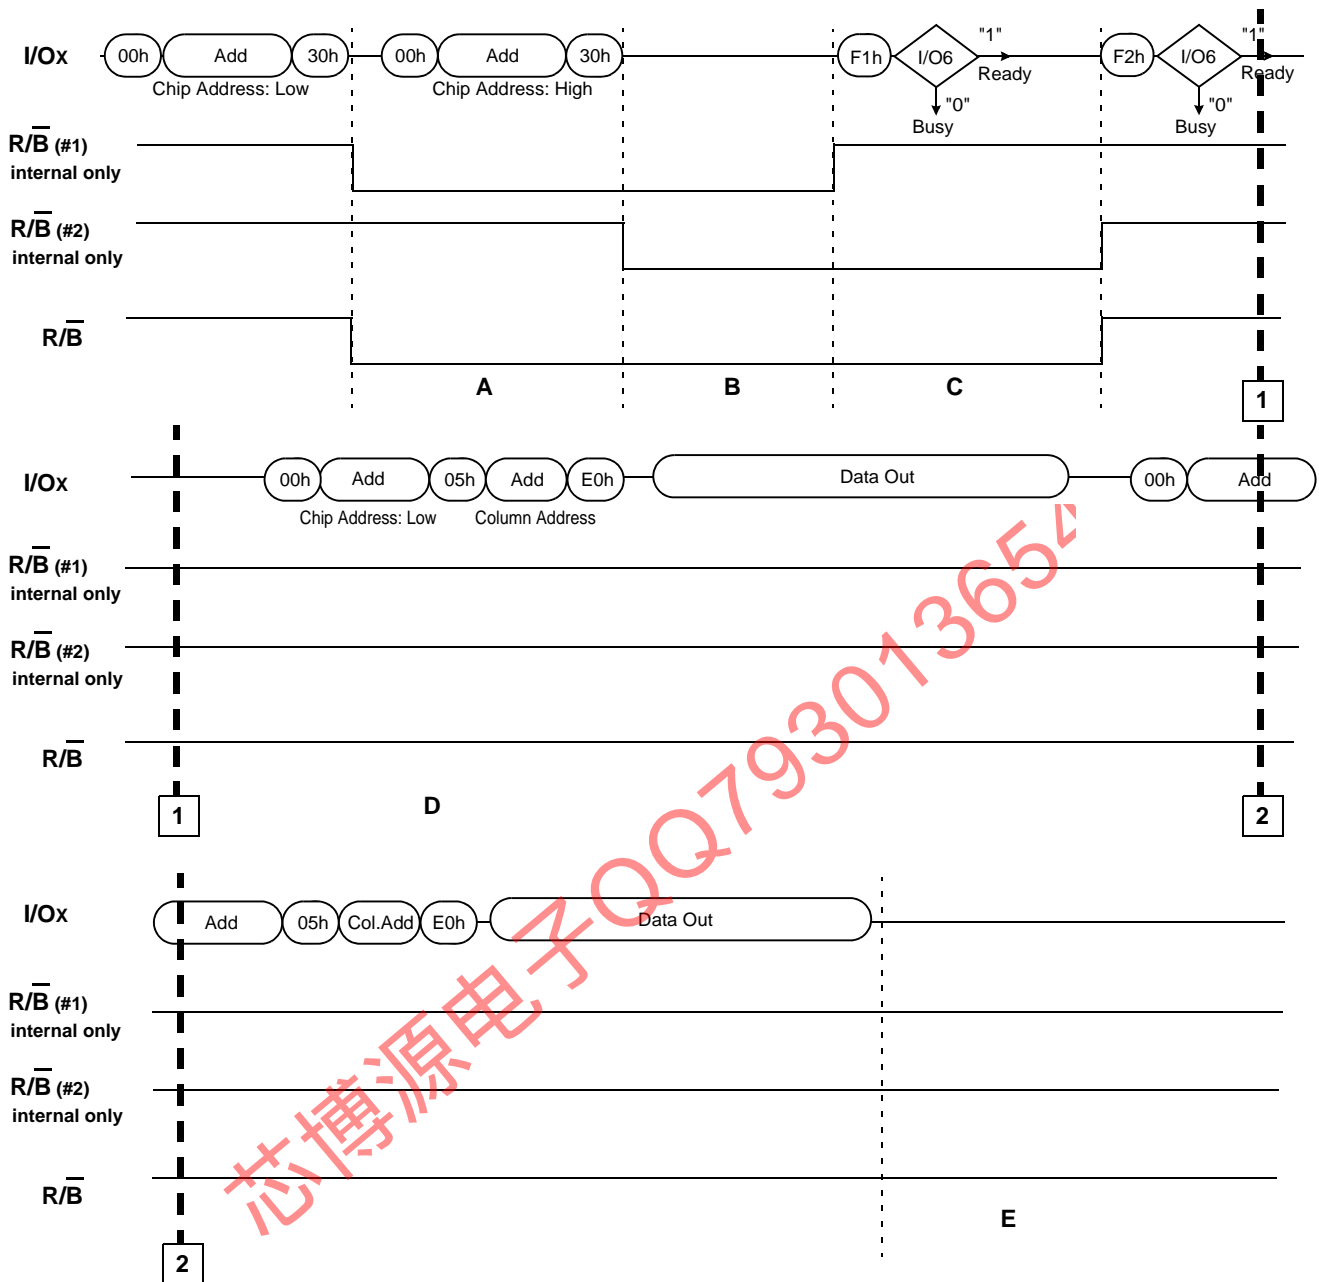 I/Ox 00h Add 30h 00h Add 30h F1h I/O6 "1" Ready F2h I/O6 "1" Ready
Chip Address: Low Chip Address: High
"0" "0"
Busy Busy
R/B (#1)
internal only
R/B (#2)
internal only
R/B
A B C
1
I/Ox 00h Add 05h Add E0h Data Out 00h Add
Chip Address: Low Column Address
R/B (#1)
internal only
R/B (#2)
internal only
R/B
1 D 2
I/Ox Add 05h Col.Add E0h Data Out
R/B (#1)
internal only
R/B (#2)
internal only
R/B
E
2
芯博源电子QQ793013654